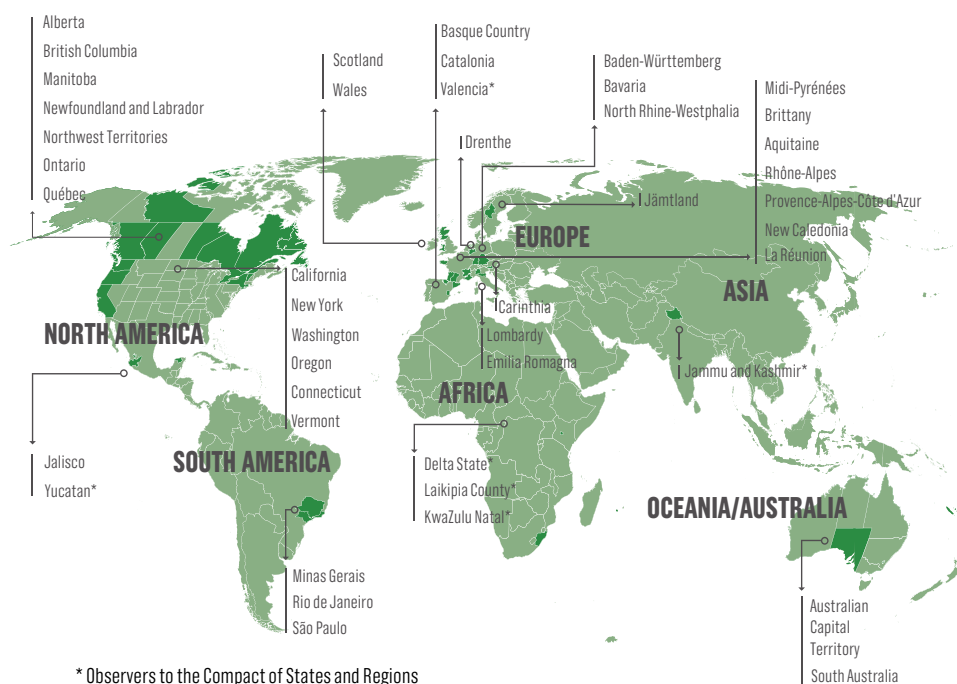 Alberta
British Columbia
Manitoba
Newfoundland and Labrador
Northwest Territories
Ontario
Québec
Scotland
Wales
Basque Country
Catalonia
Valencia*
Drenthe
Baden-Württemberg
Bavaria
North Rhine-Westphalia
Midi-Pyrénées
Brittany
Aquitaine
Rhône-Alpes
Provence-Alpes-Côte d'Azur
New Caledonia
La Réunion
Jämtland
EUROPE
ASIA
California
New York
Washington
Oregon
Connecticut
Vermont
NORTH AMERICA
Carinthia
Lombardy
Emilia Romagna
Jammu and Kashmir*
AFRICA
Jalisco
Yucatan*
SOUTH AMERICA
Delta State*
Laikipia County*
KwaZulu Natal*
OCEANIA/AUSTRALIA
Minas Gerais
Rio de Janeiro
São Paulo
Australian
Capital
Territory
South Australia
* Observers to the Compact of States and Regions